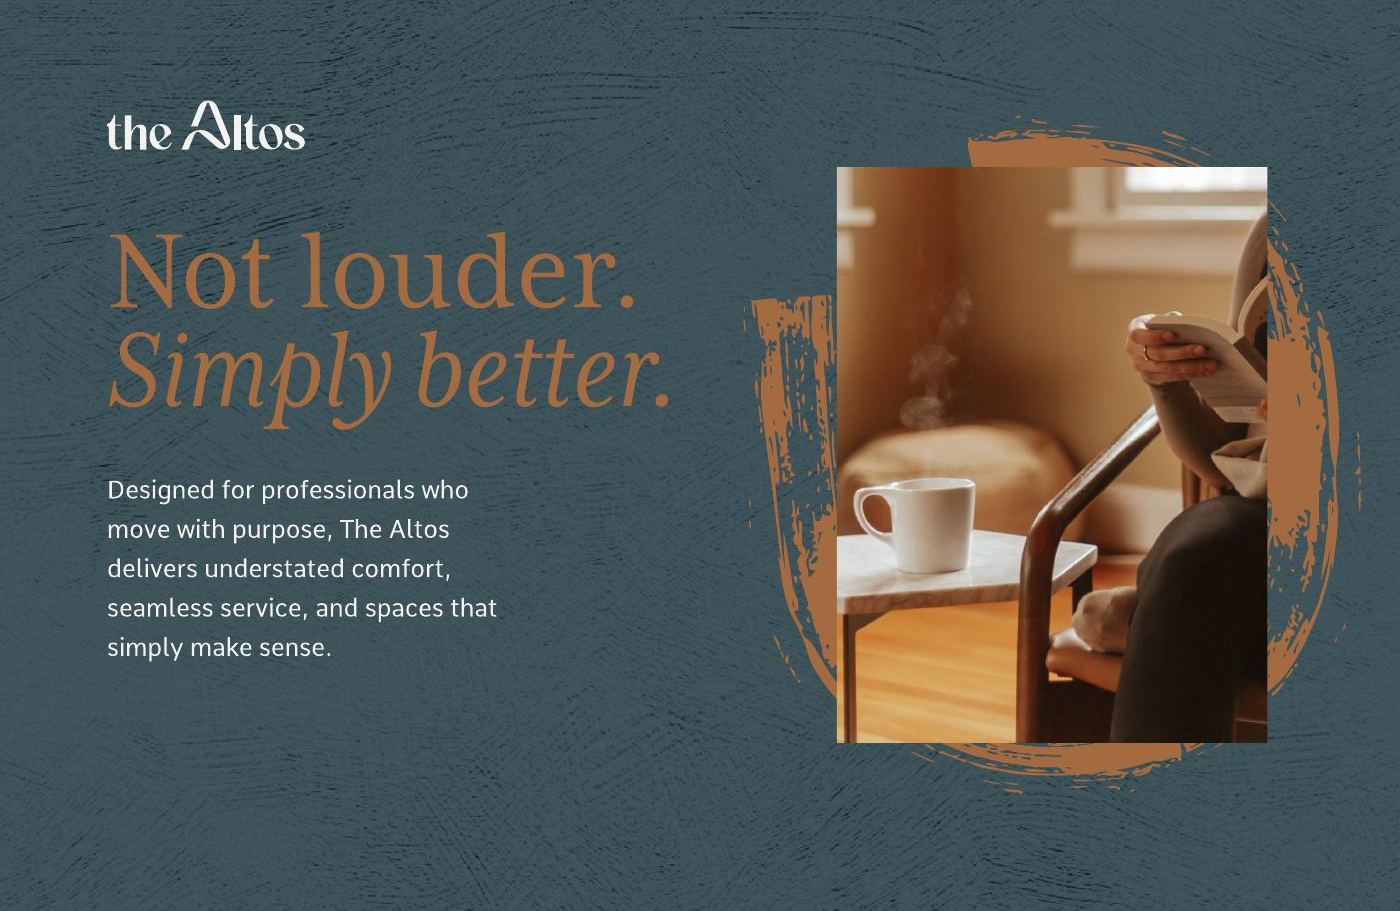 the Altos
Not louder.
Simply better.
Designed for professionals who
move with purpose, The Altos
delivers understated comfort,
seamless service, and spaces that
simply make sense.